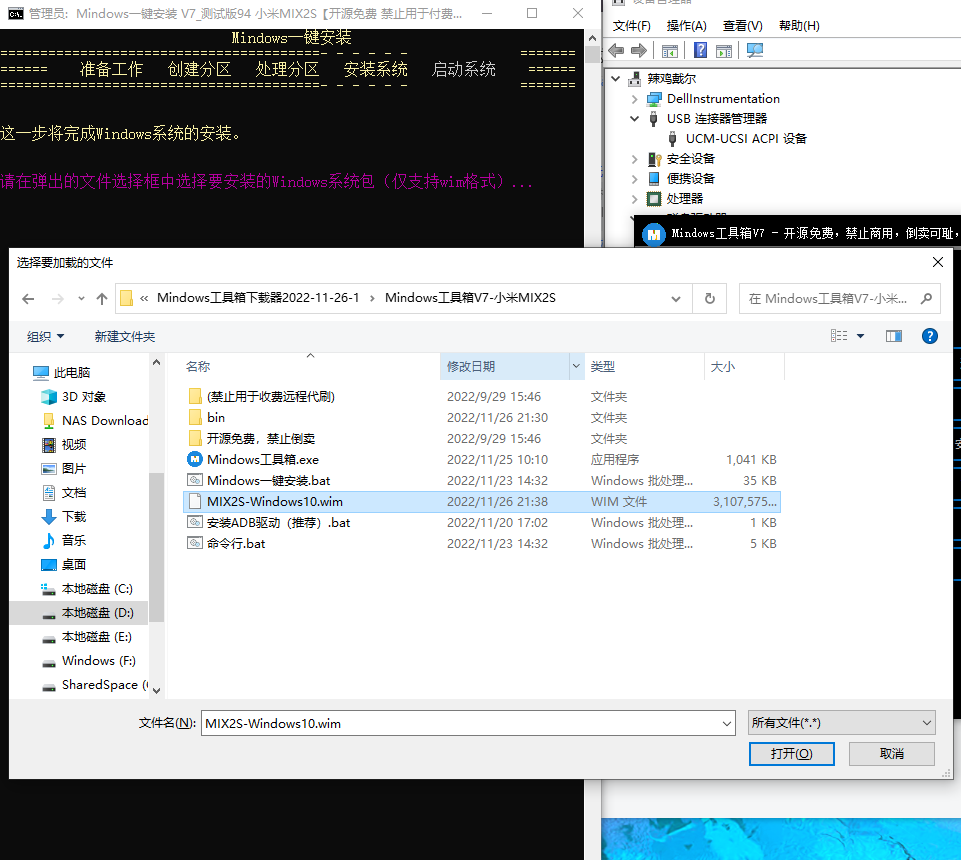 管理员: Mindows一键安装 V7_测试版94 小米MIX2S【开源免费 禁止用于付费...
Mindows一键安装
准备工作 创建分区 处理分区 安装系统 启动系统
这一步将完成Windows系统的安装。
请在弹出的文件选择框中选择要安装的Windows系统包（仅支持wim格式）...
设备管理器
文件(F) 操作(A) 查看(V) 帮助(H)
辣鸡戴尔
DellInstrumentation
USB 连接器管理器
UCM-UCSI ACPI 设备
安全设备
便携设备
处理器
磁盘驱动器
Mindows工具箱V7 - 开源免费，禁止商用，倒卖可耻，
选择要加载的文件
« Mindows工具箱下载器2022-11-26-1 › Mindows工具箱V7-小米MIX2S
在 Mindows工具箱V7-小米...
组织 新建文件夹
此电脑
3D 对象
NAS Download
视频
图片
文档
下载
音乐
桌面
本地磁盘 (C:)
本地磁盘 (D:)
本地磁盘 (E:)
Windows (F:)
SharedSpace (
名称 修改日期 类型 大小
(禁止用于收费远程代刷) 2022/9/29 15:46 文件夹
bin 2022/11/26 21:30 文件夹
开源免费，禁止倒卖 2022/9/29 15:46 文件夹
Mindows工具箱.exe 2022/11/25 10:10 应用程序 1,041 KB
Mindows一键安装.bat 2022/11/23 14:32 Windows 批处理... 35 KB
MIX2S-Windows10.wim 2022/11/26 21:38 WIM 文件 3,107,575...
安装ADB驱动（推荐）.bat 2022/11/20 17:02 Windows 批处理... 1 KB
命令行.bat 2022/11/23 14:32 Windows 批处理... 5 KB
文件名(N): MIX2S-Windows10.wim 所有文件(*.*)
打开(O) 取消